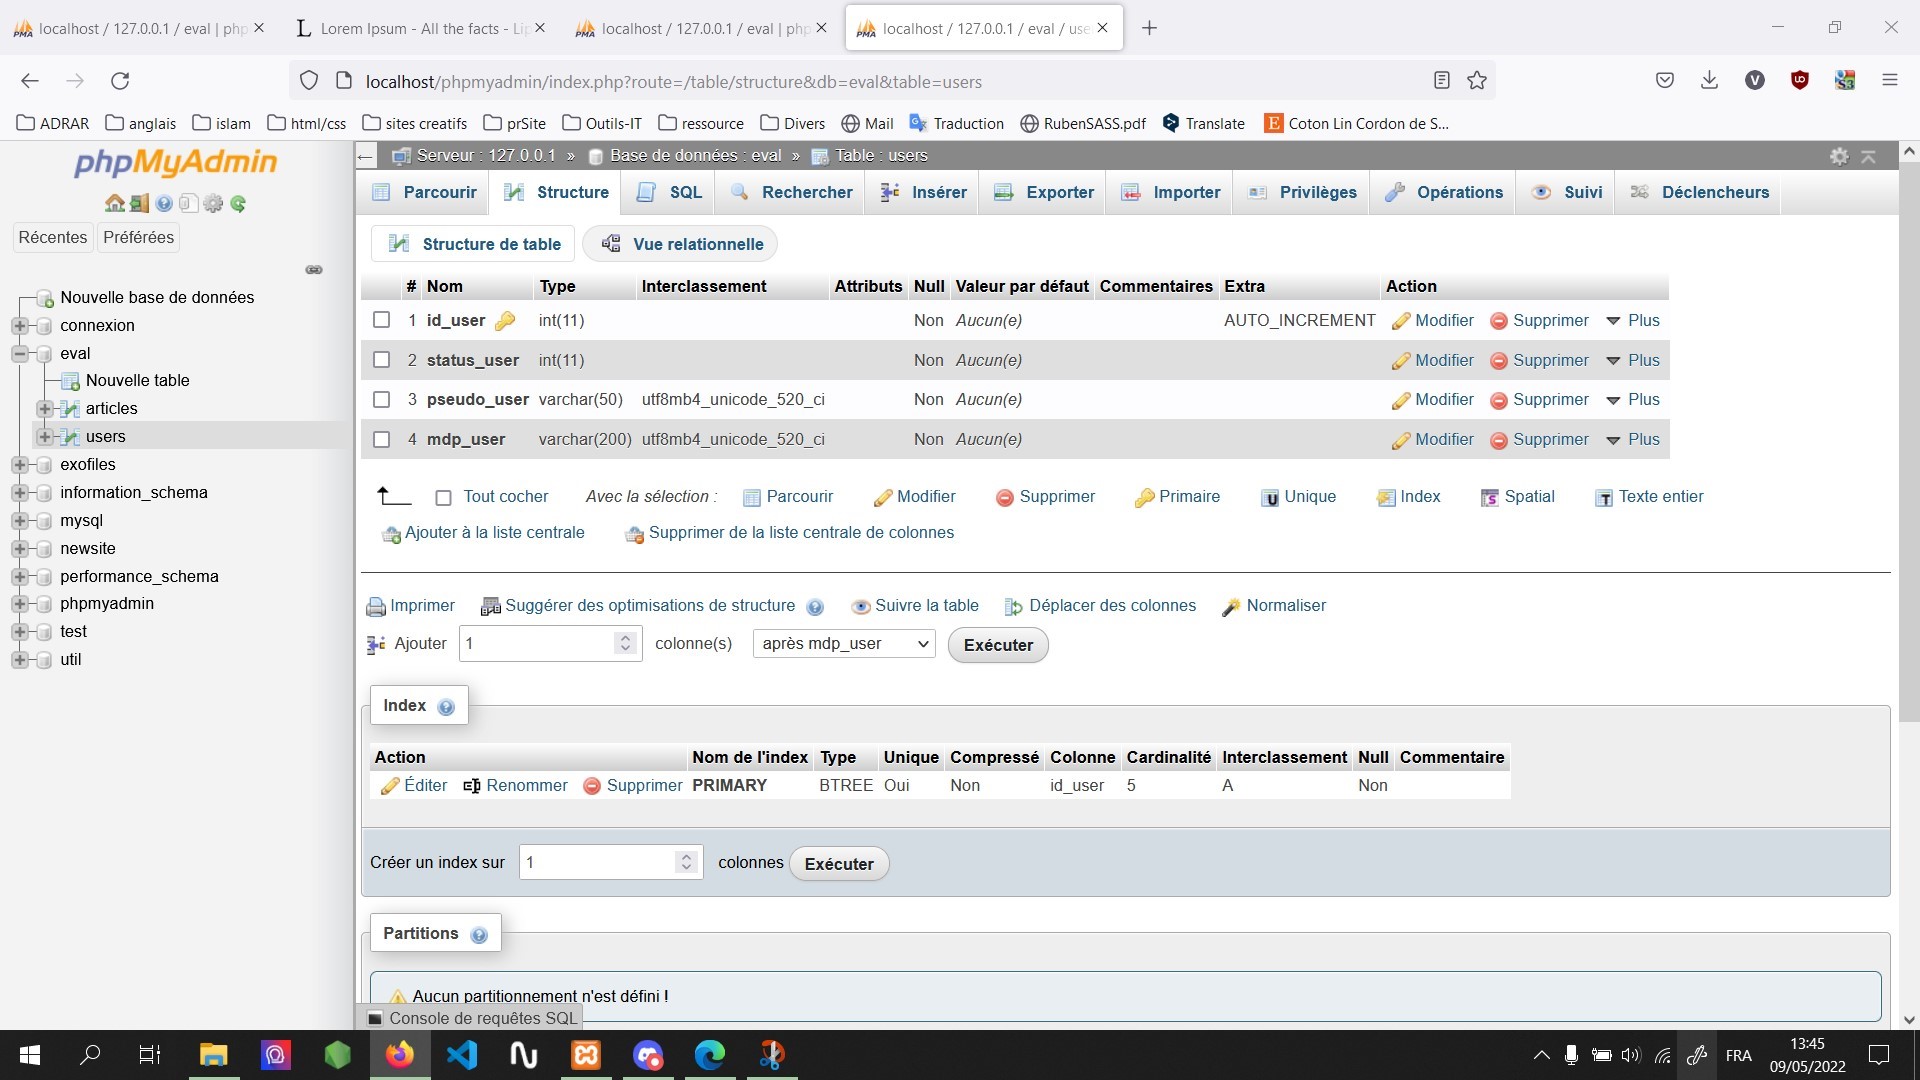 localhost / 127.0.0.1 / eval | php
Lorem Ipsum - All the facts - Lip
localhost / 127.0.0.1 / eval | php
localhost / 127.0.0.1 / eval / use
localhost/phpmyadmin/index.php?route=/table/structure&db=eval&table=users
ADRAR anglais islam html/css sites creatifs prSite Outils-IT ressource Divers Mail Traduction RubenSASS.pdf Translate Coton Lin Cordon de S...
phpMyAdmin
Récentes Préférées
Nouvelle base de données
connexion
eval
Nouvelle table
articles
users
exofiles
information_schema
mysql
newsite
performance_schema
phpmyadmin
test
util
Serveur : 127.0.0.1 » Base de données : eval » Table : users
Parcourir Structure SQL Rechercher Insérer Exporter Importer Privilèges Opérations Suivi Déclencheurs
Structure de table Vue relationnelle
# Nom Type Interclassement Attributs Null Valeur par défaut Commentaires Extra Action
1 id_user int(11) Non Aucun(e) AUTO_INCREMENT Modifier Supprimer Plus
2 status_user int(11) Non Aucun(e) Modifier Supprimer Plus
3 pseudo_user varchar(50) utf8mb4_unicode_520_ci Non Aucun(e) Modifier Supprimer Plus
4 mdp_user varchar(200) utf8mb4_unicode_520_ci Non Aucun(e) Modifier Supprimer Plus
Tout cocher Avec la sélection : Parcourir Modifier Supprimer Primaire Unique Index Spatial Texte entier
Ajouter à la liste centrale Supprimer de la liste centrale de colonnes
Imprimer Suggérer des optimisations de structure Suivre la table Déplacer des colonnes Normaliser
Ajouter 1 colonne(s) après mdp_user Exécuter
Index
Action Nom de l'index Type Unique Compressé Colonne Cardinalité Interclassement Null Commentaire
Éditer Renommer Supprimer PRIMARY BTREE Oui Non id_user 5 A Non
Créer un index sur 1 colonnes Exécuter
Partitions
Aucun partitionnement n'est défini !
Console de requêtes SQL
FRA
13:45
09/05/2022